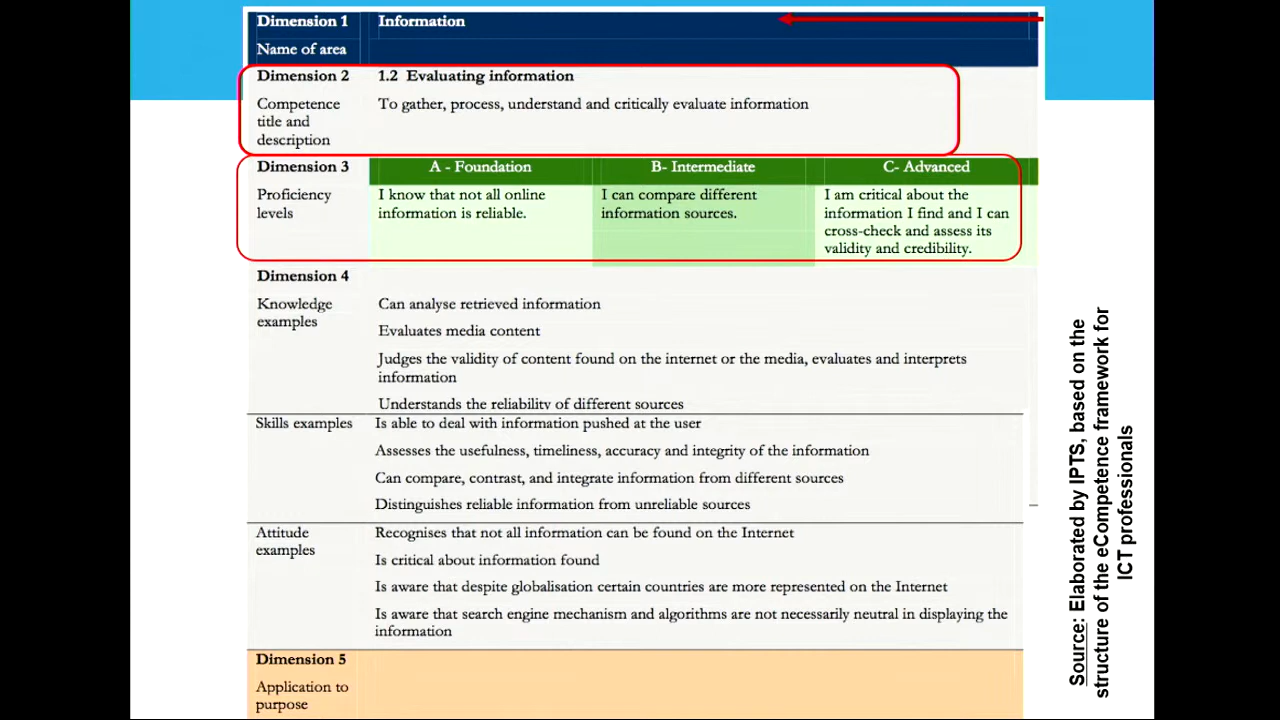 Dimension 1 Information
Name of area
Dimension 2 1.2 Evaluating information
Competence To gather, process, understand and critically evaluate information
title and
description
Dimension 3 A - Foundation B- Intermediate C- Advanced
Proficiency
levels
I know that not all online
information is reliable.
I can compare different
information sources.
I am critical about the
information I find and I can
cross-check and assess its
validity and credibility.
Dimension 4
Knowledge
examples
Can analyse retrieved information
Evaluates media content
Judges the validity of content found on the internet or the media, evaluates and interprets
information
Understands the reliability of different sources
Skills examples Is able to deal with information pushed at the user
Assesses the usefulness, timeliness, accuracy and integrity of the information
Can compare, contrast, and integrate information from different sources
Distinguishes reliable information from unreliable sources
Attitude
examples
Recognises that not all information can be found on the Internet
Is critical about information found
Is aware that despite globalisation certain countries are more represented on the Internet
Is aware that search engine mechanism and algorithms are not necessarily neutral in displaying the
information
Dimension 5
Application to
purpose
Source: Elaborated by IPTS, based on the
structure of the eCompetence framework for
ICT professionals